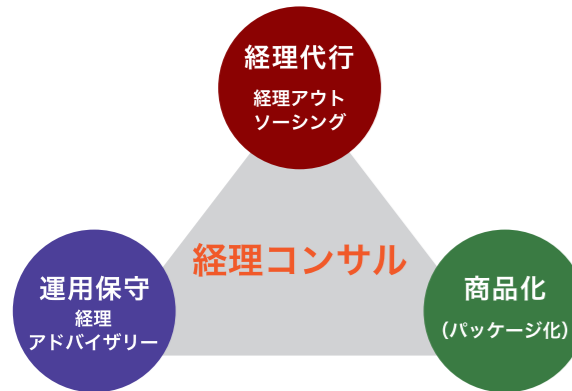 経理代行
経理アウト
ソーシング
経理コンサル
運用保守
経理
アドバイザリー
商品化
（パッケージ化）